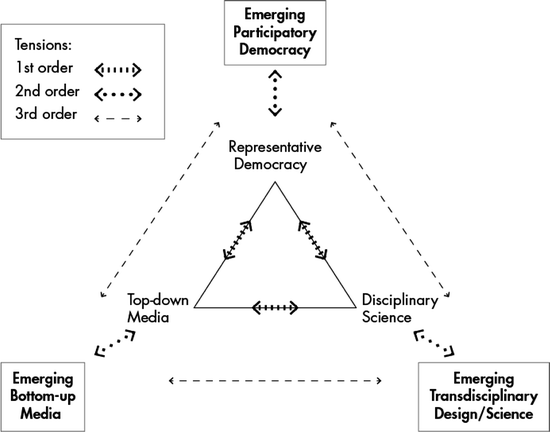 Emerging
Participatory
Democracy
Tensions:
1st order
2nd order
3rd order
Representative
Democracy
Top-down
Media
Disciplinary
Science
Emerging
Bottom-up
Media
Emerging
Transdisciplinary
Design/Science